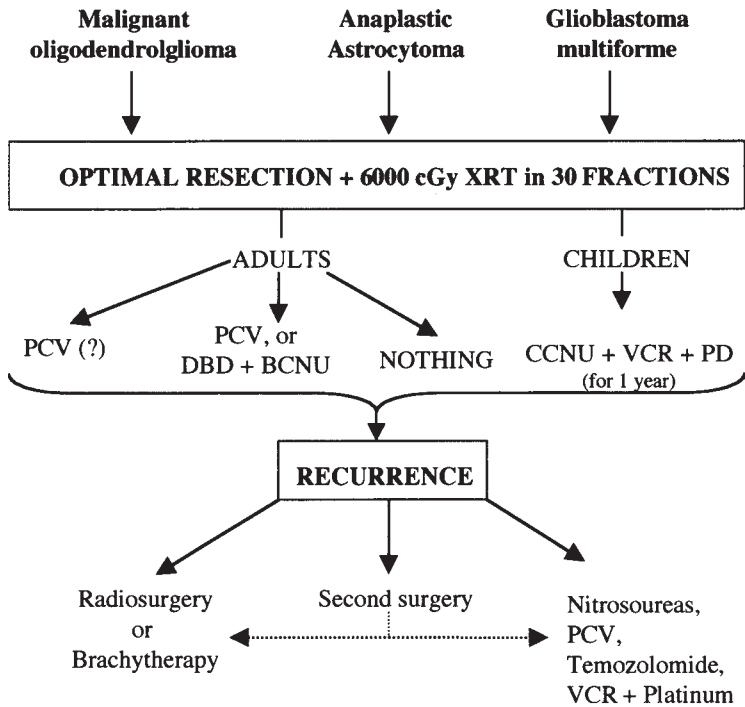 Malignant
oligodendrolglioma
Anaplastic
Astrocytoma
Glioblastoma
multiforme
OPTIMAL RESECTION + 6000 cGy XRT in 30 FRACTIONS
ADULTS
CHILDREN
PCV (?)
PCV, or
DBD + BCNU
NOTHING
CCNU + VCR + PD
(for 1 year)
RECURRENCE
Radiosurgery
or
Brachytherapy
Second surgery
Nitrosoureas,
PCV,
Temozolomide,
VCR + Platinum